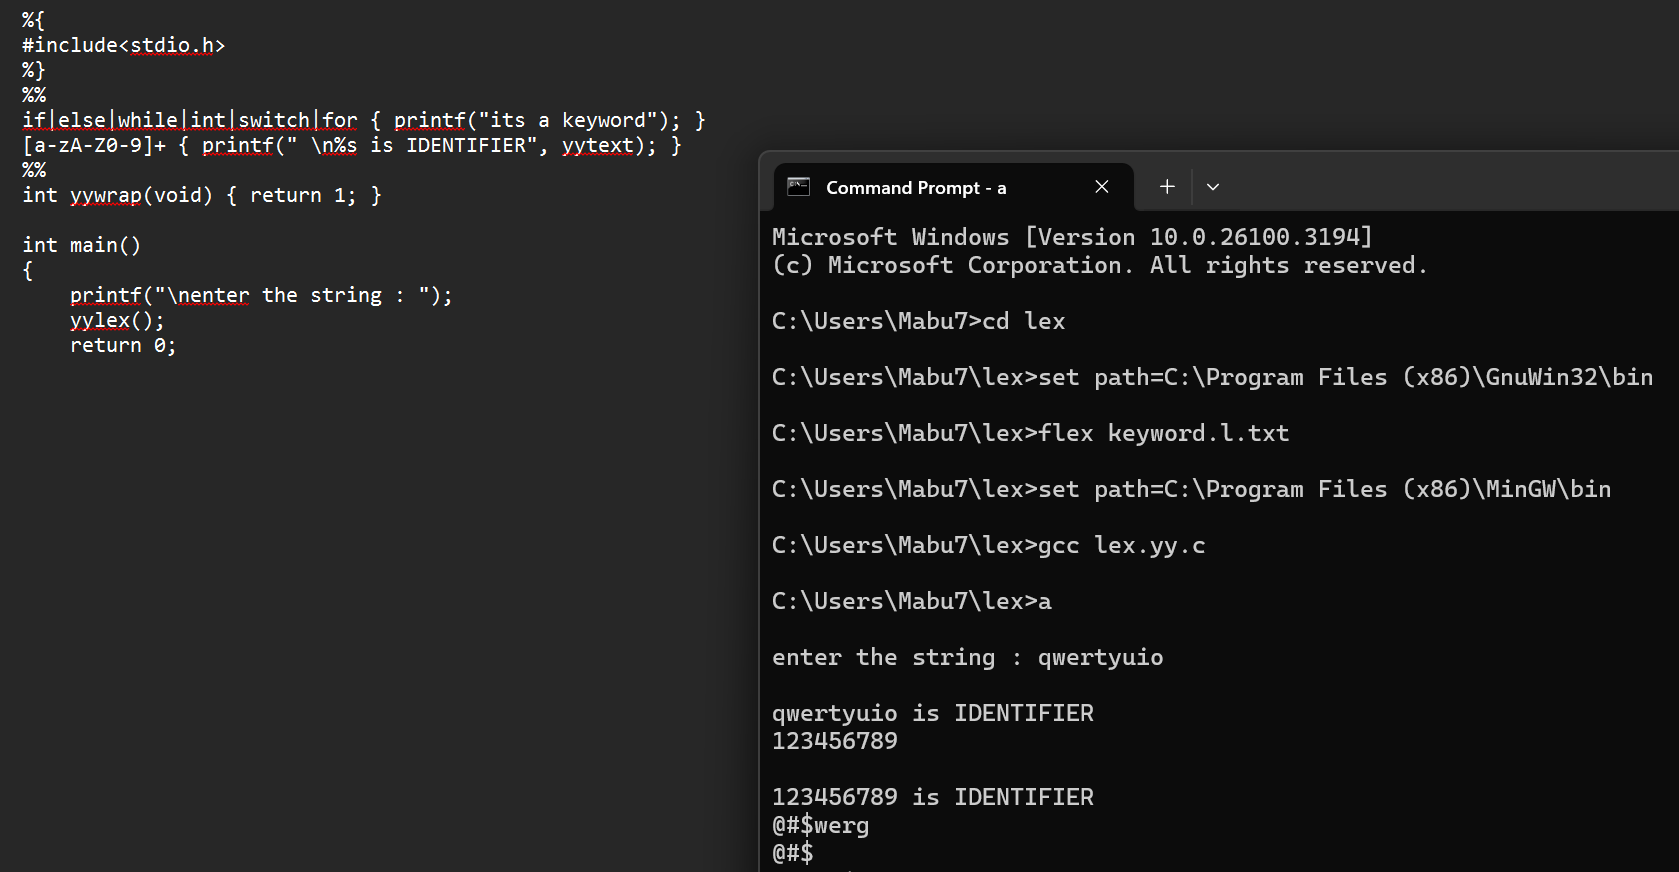 %{
#include<stdio.h>
%}
%%
if|else|while|int|switch|for { printf("its a keyword"); }
[a-zA-Z0-9]+ { printf(" \n%s is IDENTIFIER", yytext); }
%%
int yywrap(void) { return 1; }
int main()
{
printf("\nenter the string : ");
yylex();
return 0;
Command Prompt - a
Microsoft Windows [Version 10.0.26100.3194]
(c) Microsoft Corporation. All rights reserved.
C:\Users\Mabu7>cd lex
C:\Users\Mabu7\lex>set path=C:\Program Files (x86)\GnuWin32\bin
C:\Users\Mabu7\lex>flex keyword.l.txt
C:\Users\Mabu7\lex>set path=C:\Program Files (x86)\MinGW\bin
C:\Users\Mabu7\lex>gcc lex.yy.c
C:\Users\Mabu7\lex>a
enter the string : qwertyuio
qwertyuio is IDENTIFIER
123456789
123456789 is IDENTIFIER
@#$werg
@#$